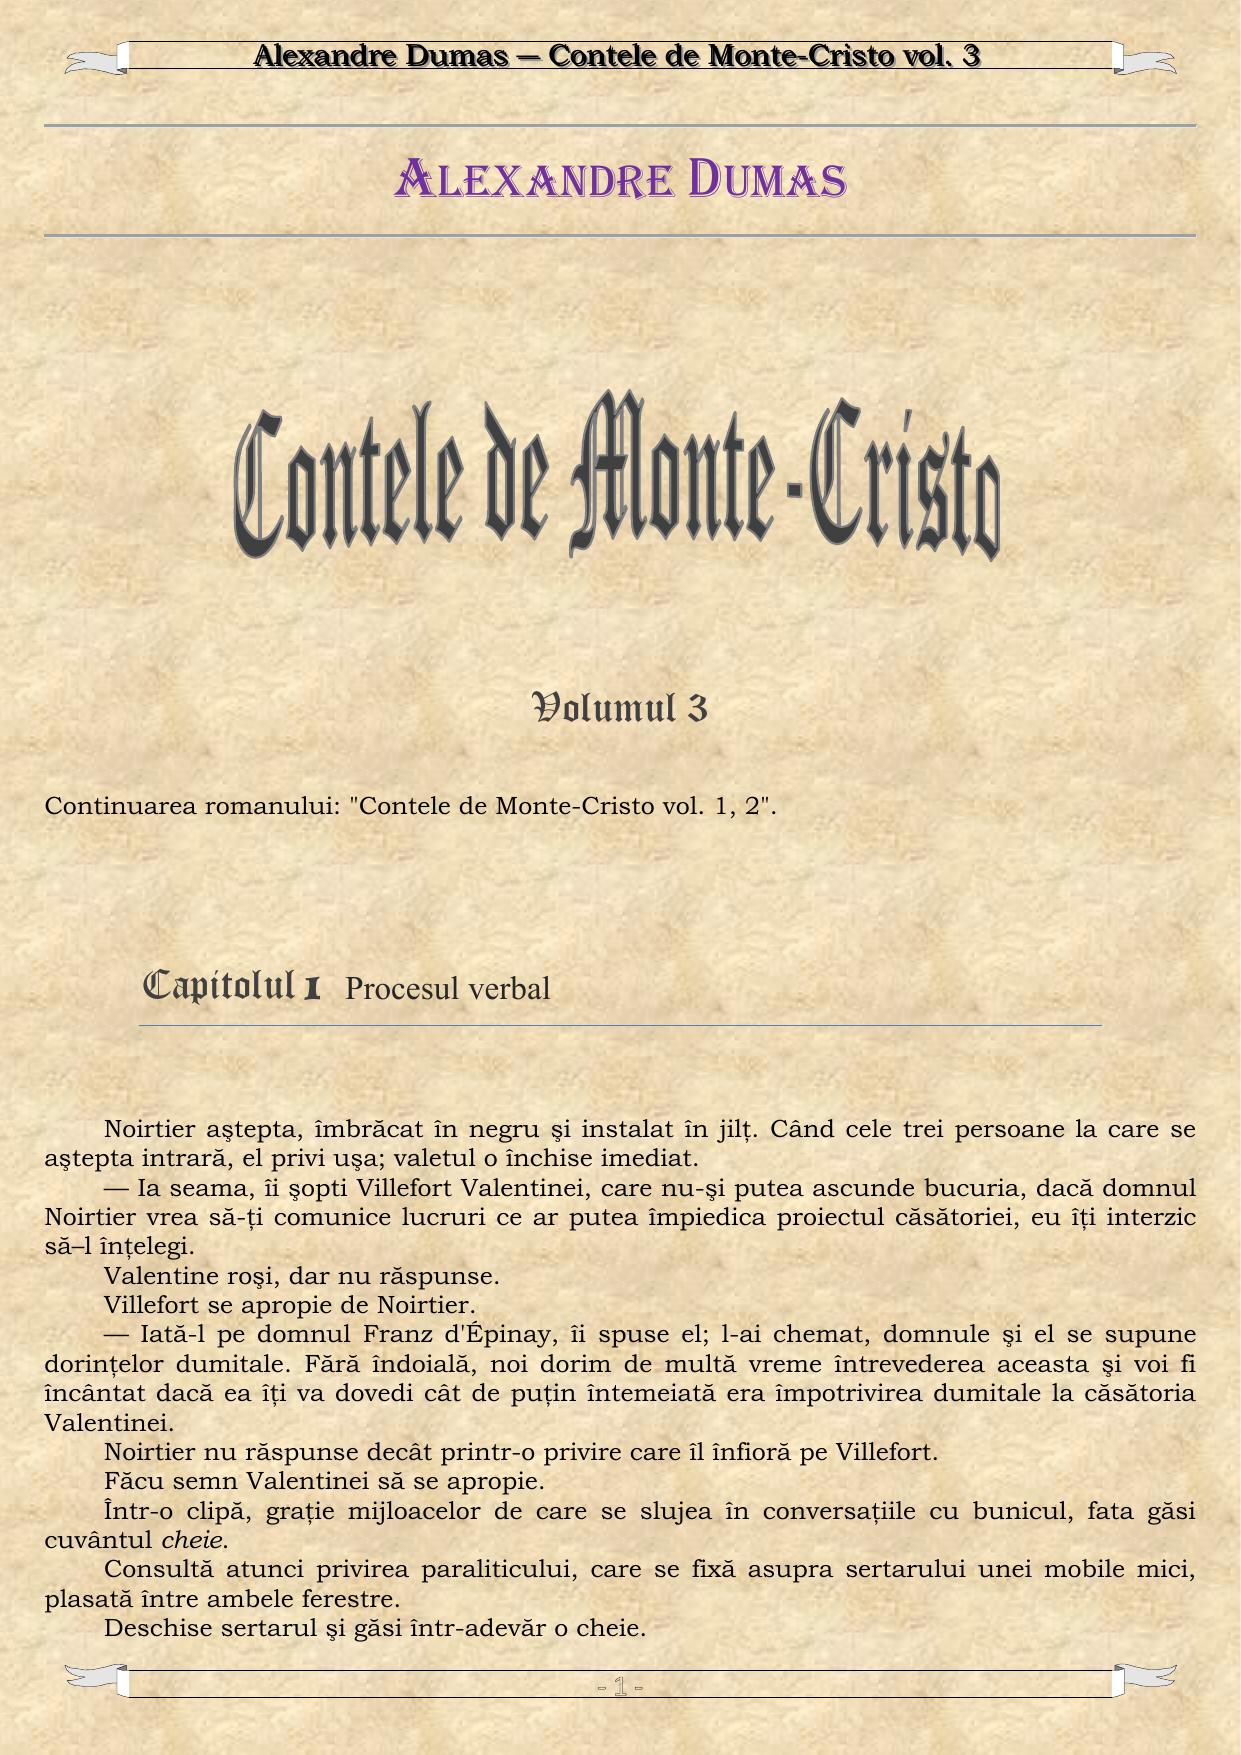 Alexandre Dumas — Contele de Monte-Cristo vol. 3
ALEXANDRE DUMAS
Contele de Monte-Cristo
Volumul 3
Continuarea romanului: "Contele de Monte-Cristo vol. 1, 2".
Capitolul 1 Procesul verbal
Noirtier aştepta, îmbrăcat în negru şi instalat în jilţ. Când cele trei persoane la care se
aştepta intrară, el privi uşa; valetul o închise imediat.
— Ia seama, îi şopti Villefort Valentinei, care nu-şi putea ascunde bucuria, dacă domnul
Noirtier vrea să-ţi comunice lucruri ce ar putea împiedica proiectul căsătoriei, eu îţi interzic
să–l înţelegi.
Valentine roşi, dar nu răspunse.
Villefort se apropie de Noirtier.
— Iată-l pe domnul Franz d'Épinay, îi spuse el; l-ai chemat, domnule şi el se supune
dorinţelor dumitale. Fără îndoială, noi dorim de multă vreme întrevederea aceasta şi voi fi
încântat dacă ea îţi va dovedi cât de puţin întemeiată era împotrivirea dumitale la căsătoria
Valentinei.
Noirtier nu răspunse decât printr-o privire care îl înfioră pe Villefort.
Făcu semn Valentinei să se apropie.
Într-o clipă, graţie mijloacelor de care se slujea în conversaţiile cu bunicul, fata găsi
cuvântul cheie.
Consultă atunci privirea paraliticului, care se fixă asupra sertarului unei mobile mici,
plasată între ambele ferestre.
Deschise sertarul şi găsi într-adevăr o cheie.
- 1 -